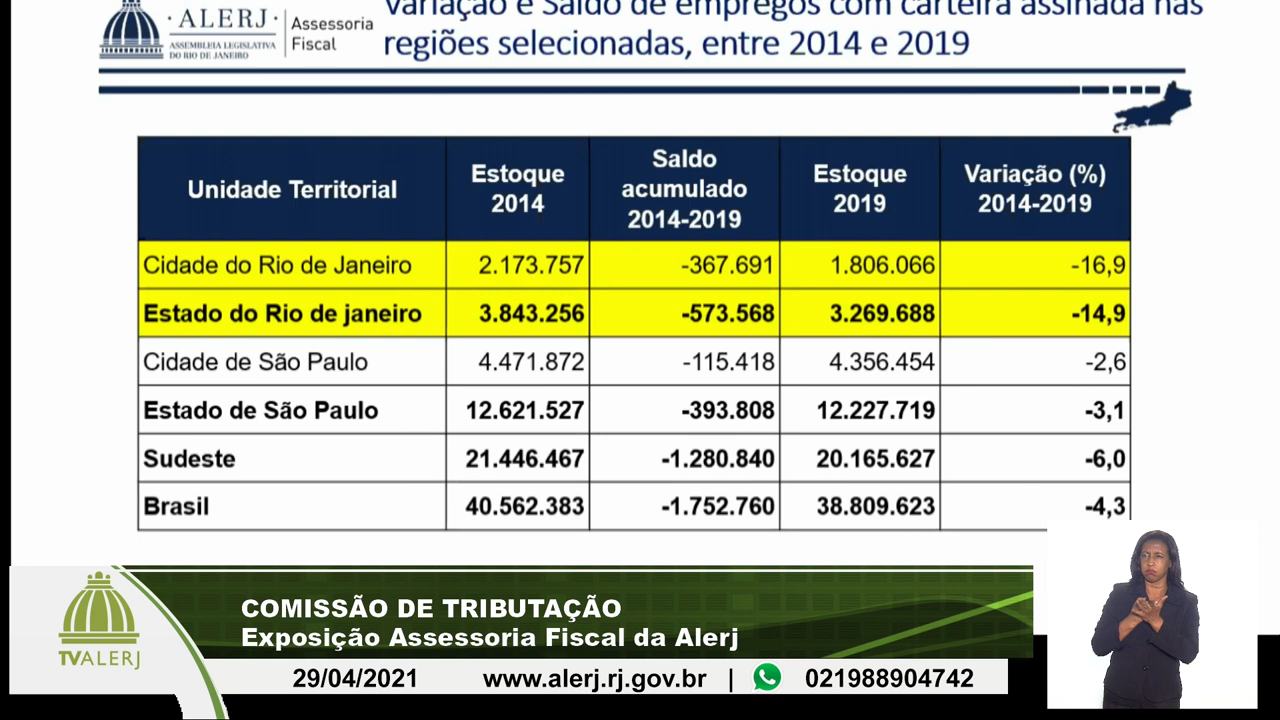 · ALERJ ·
ASSEMBLEIA LEGISLATIVA
DO RIO DE JANEIRO
Assessoria
Fiscal
Variação e Saldo de empregos com carteira assinada nas
regiões selecionadas, entre 2014 e 2019
Unidade Territorial
Estoque
2014
Saldo
acumulado
2014-2019
Estoque
2019
Variação (%)
2014-2019
Cidade do Rio de Janeiro 2.173.757 -367.691 1.806.066 -16,9
Estado do Rio de janeiro 3.843.256 -573.568 3.269.688 -14,9
Cidade de São Paulo 4.471.872 -115.418 4.356.454 -2,6
Estado de São Paulo 12.621.527 -393.808 12.227.719 -3,1
Sudeste 21.446.467 -1.280.840 20.165.627 -6,0
Brasil 40.562.383 -1.752.760 38.809.623 -4,3
COMISSÃO DE TRIBUTAÇÃO
Exposição Assessoria Fiscal da Alerj
TVALERJ
29/04/2021 www.alerj.rj.gov.br | 021988904742